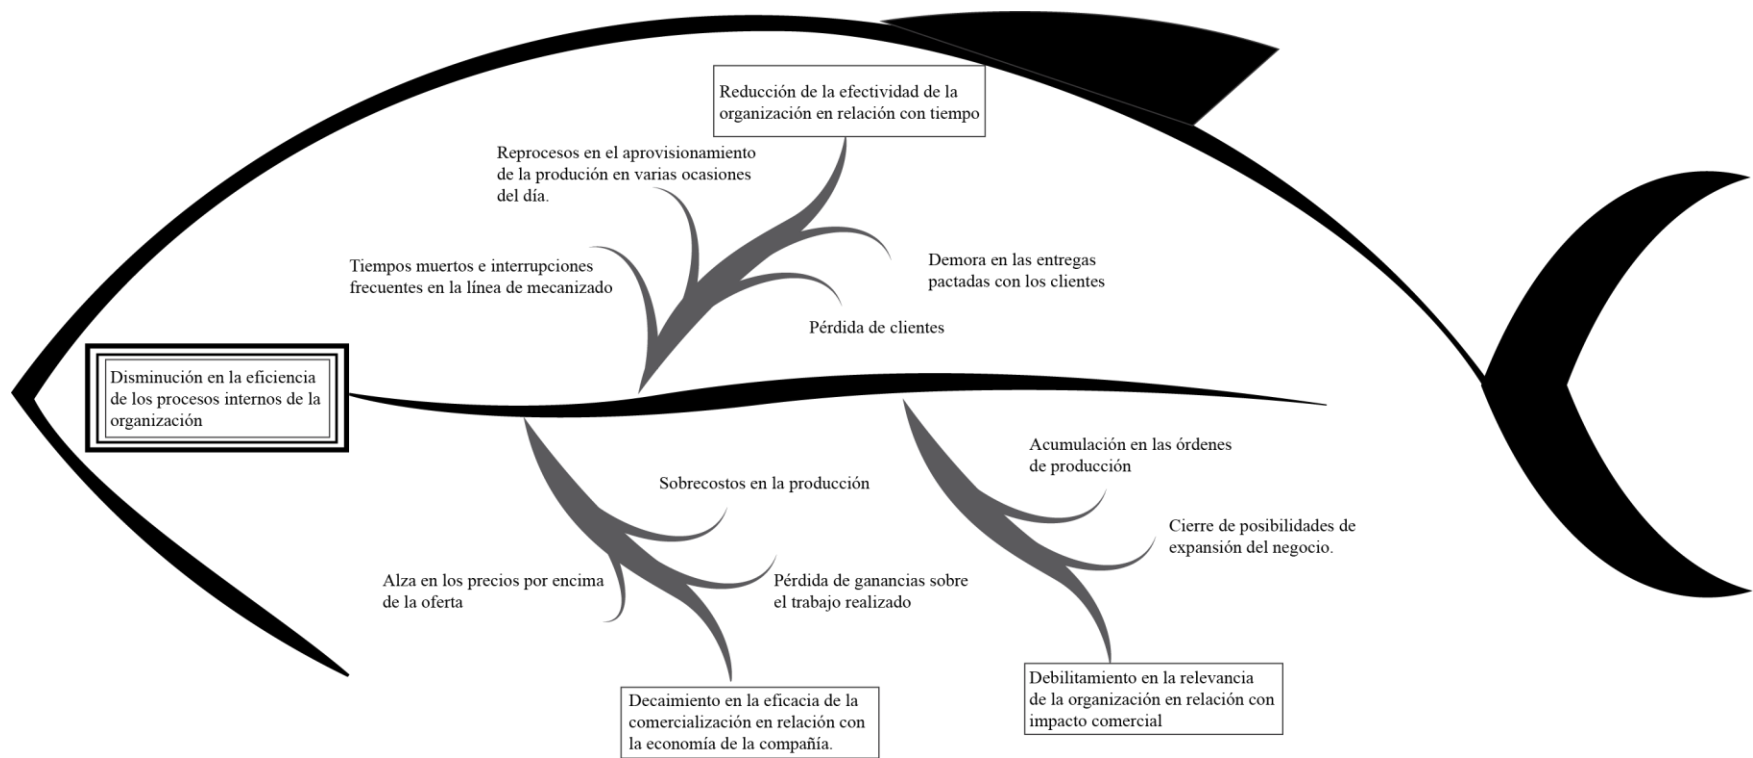 Reducción de la efectividad de la
organización en relación con tiempo
Reprocesos en el aprovisionamiento
de la produción en varias ocasiones
del día.
Tiempos muertos e interrupciones
frecuentes en la línea de mecanizado
Demora en las entregas
pactadas con los clientes
Pérdida de clientes
Disminución en la eficiencia
de los procesos internos de la
organización
Acumulación en las órdenes
de producción
Sobrecostos en la producción
Cierre de posibilidades de
expansión del negocio.
Alza en los precios por encima
de la oferta
Pérdida de ganancias sobre
el trabajo realizado
Decaimiento en la eficacia de la
comercialización en relación con
la economía de la compañía.
Debilitamiento en la relevancia
de la organización en relación con
impacto comercial